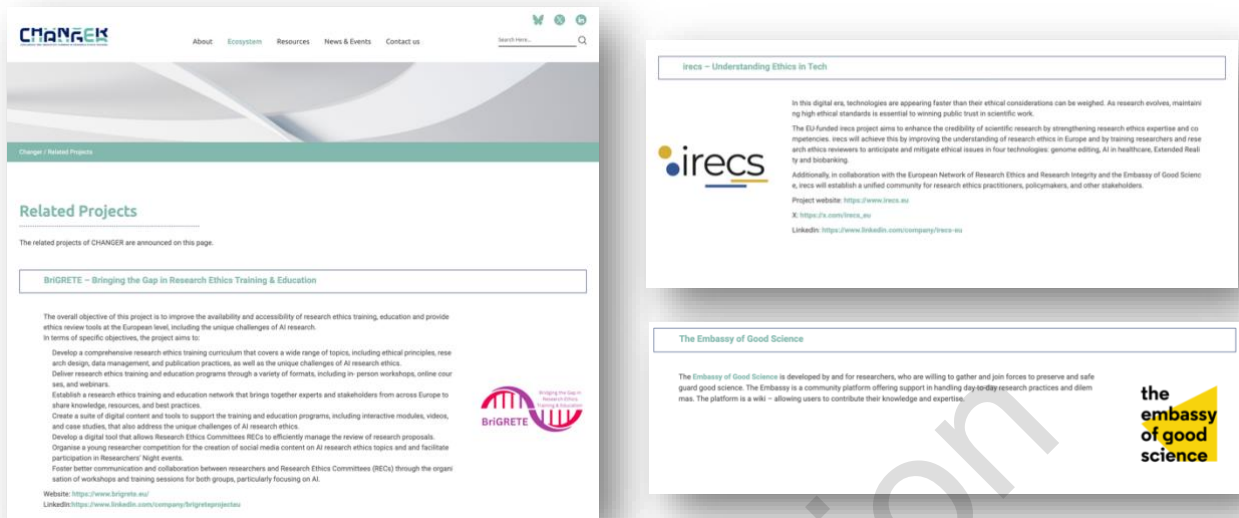 CHANGER
About Ecosystem Resources News & Events Contact us
Search Here...
Changer / Related Projects
Related Projects
The related projects of CHANGER are announced on this page.
BriGRETE – Bringing the Gap in Research Ethics Training & Education
The overall objective of this project is to improve the availability and accessibility of research ethics training, education and provide
ethics review tools at the European level, including the unique challenges of AI research.
In terms of specific objectives, the project aims to:
Develop a comprehensive research ethics training curriculum that covers a wide range of topics, including ethical principles, rese
arch design, data management, and publication practices, as well as the unique challenges of AI research ethics.
Deliver research ethics training and education programs through a variety of formats, including in- person workshops, online cour
ses, and webinars.
Establish a research ethics training and education network that brings together experts and stakeholders from across Europe to
share knowledge, resources, and best practices.
Create a suite of digital content and tools to support the training and education programs, including interactive modules, videos,
and case studies, that also address the unique challenges of AI research ethics.
Develop a digital tool that allows Research Ethics Committees RECs to efficiently manage the review of research proposals.
Organise a young researcher competition for the creation of social media content on AI research ethics topics and and facilitate
participation in Researchers' Night events.
Foster better communication and collaboration between researchers and Research Ethics Committees (RECs) through the organi
sation of workshops and training sessions for both groups, particularly focusing on AI.
Website: https://www.brigrete.eu/
LinkedIn:https://www.linkedin.com/company/brigreteprojecteu
BriGRETE
Bridging the Gap in
Research Ethics
Training & Education
irecs – Understanding Ethics in Tech
irecs
In this digital era, technologies are appearing faster than their ethical considerations can be weighed. As research evolves, maintaini
ng high ethical standards is essential to winning public trust in scientific work.
The EU-funded irecs project aims to enhance the credibility of scientific research by strengthening research ethics expertise and co
mpetencies. irecs will achieve this by improving the understanding of research ethics in Europe and by training researchers and rese
arch ethics reviewers to anticipate and mitigate ethical issues in four technologies: genome editing, AI in healthcare, Extended Reali
ty and biobanking.
Additionally, in collaboration with the European Network of Research Ethics and Research Integrity and the Embassy of Good Scienc
e, irecs will establish a unified community for research ethics practitioners, policymakers, and other stakeholders.
Project website: https://www.irecs.eu
X: https://x.com/irecs_eu
LinkedIn: https://www.linkedin.com/company/irecs-eu
The Embassy of Good Science
The Embassy of Good Science is developed by and for researchers, who are willing to gather and join forces to preserve and safe
guard good science. The Embassy is a community platform offering support in handling day-to-day research practices and dilem
mas. The platform is a wiki – allowing users to contribute their knowledge and expertise.
the
embassy
of good
science